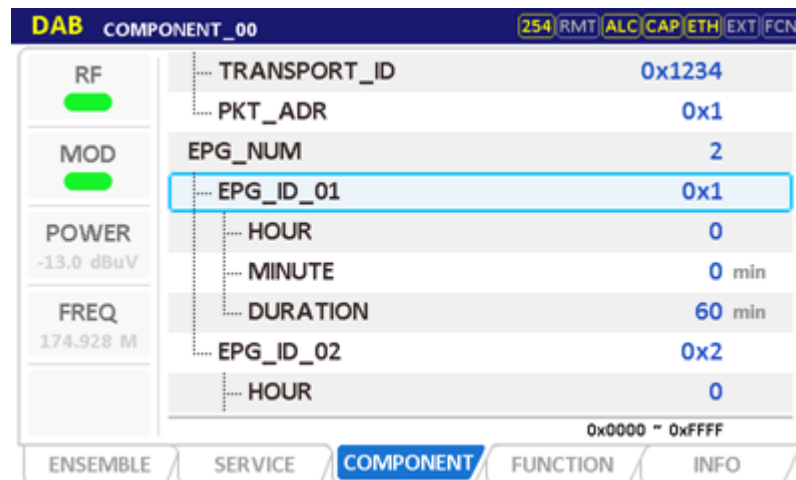 DAB COMPONENT_00 254 RMT ALC CAP ETH EXT FCN
RF
MOD
POWER
-13.0 dBuV
FREQ
174.928 M
TRANSPORT_ID 0x1234
PKT_ADR 0x1
EPG_NUM 2
EPG_ID_01 0x1
HOUR 0
MINUTE 0 min
DURATION 60 min
EPG_ID_02 0x2
HOUR 0
0x0000 ~ 0xFFFF
ENSEMBLE SERVICE COMPONENT FUNCTION INFO